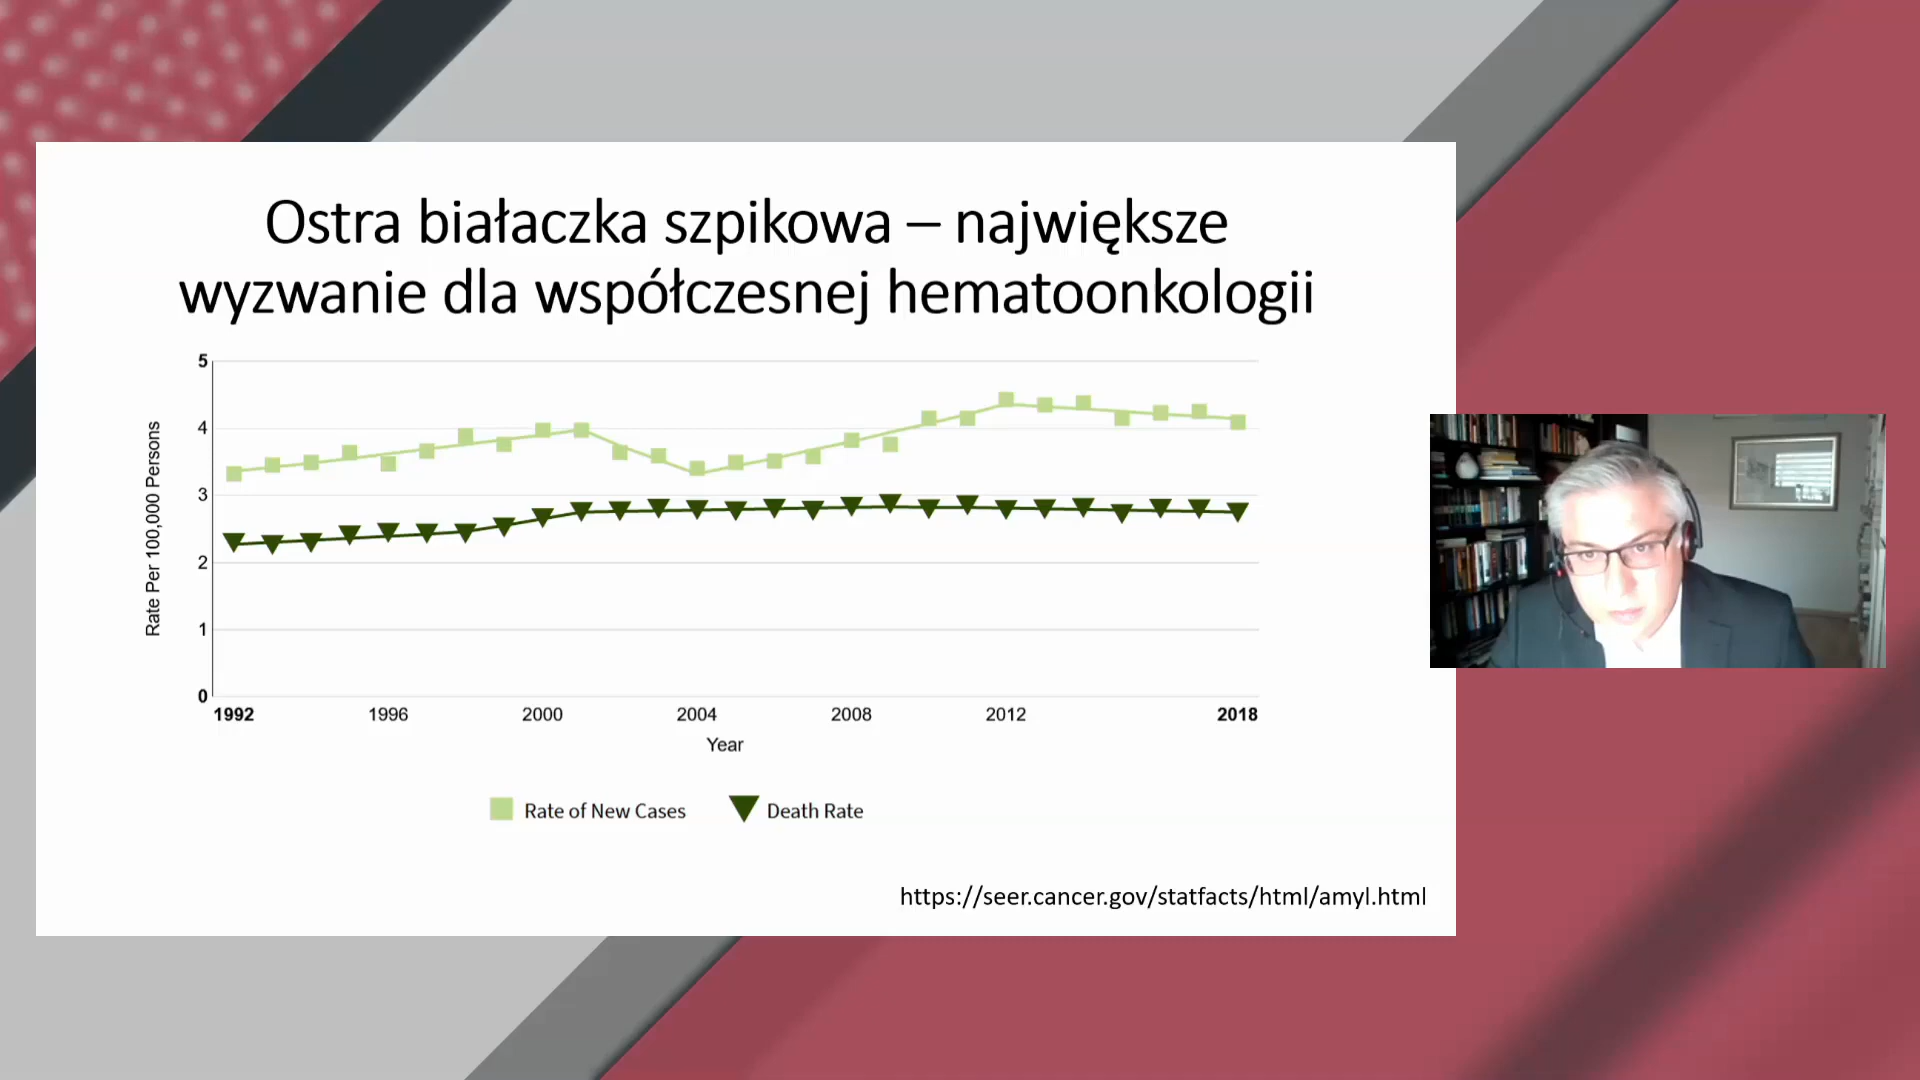 Ostra białaczka szpikowa – największe
wyzwanie dla współczesnej hematoonkologii
5
4
3
2
1
0
Rate Per 100,000 Persons
1992 1996 2000 2004 2008 2012 2018
Year
Rate of New Cases Death Rate
https://seer.cancer.gov/statfacts/html/amyl.html